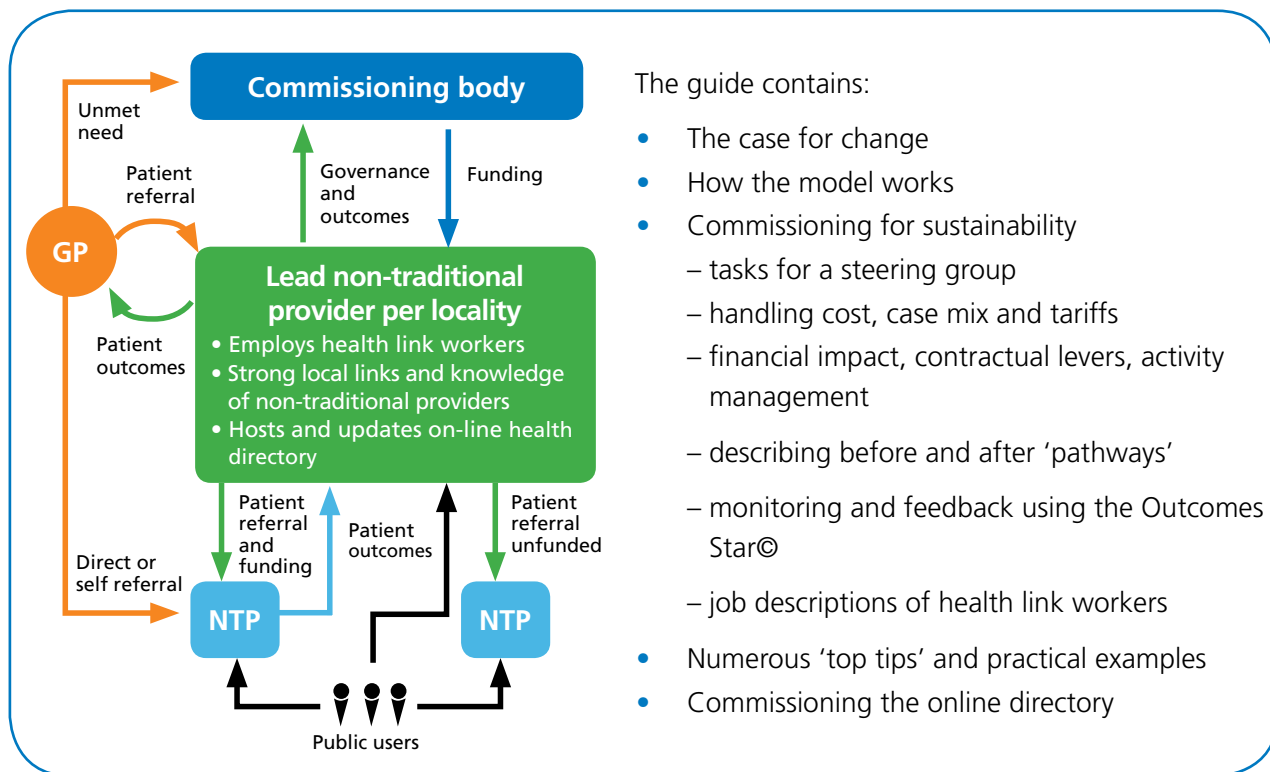 Commissioning body
Unmet
need
Patient
referral
Governance
and
outcomes
Funding
GP
Lead non-traditional
provider per locality
• Employs health link workers
• Strong local links and knowledge
of non-traditional providers
• Hosts and updates on-line health
directory
Patient
outcomes
Patient
referral
and
funding
Patient
outcomes
Patient
referral
unfunded
Direct or
self referral
NTP
NTP
Public users
The guide contains:
• The case for change
• How the model works
• Commissioning for sustainability
– tasks for a steering group
– handling cost, case mix and tariffs
– financial impact, contractual levers, activity
management
– describing before and after ‘pathways’
– monitoring and feedback using the Outcomes
Star©
– job descriptions of health link workers
• Numerous ‘top tips’ and practical examples
• Commissioning the online directory